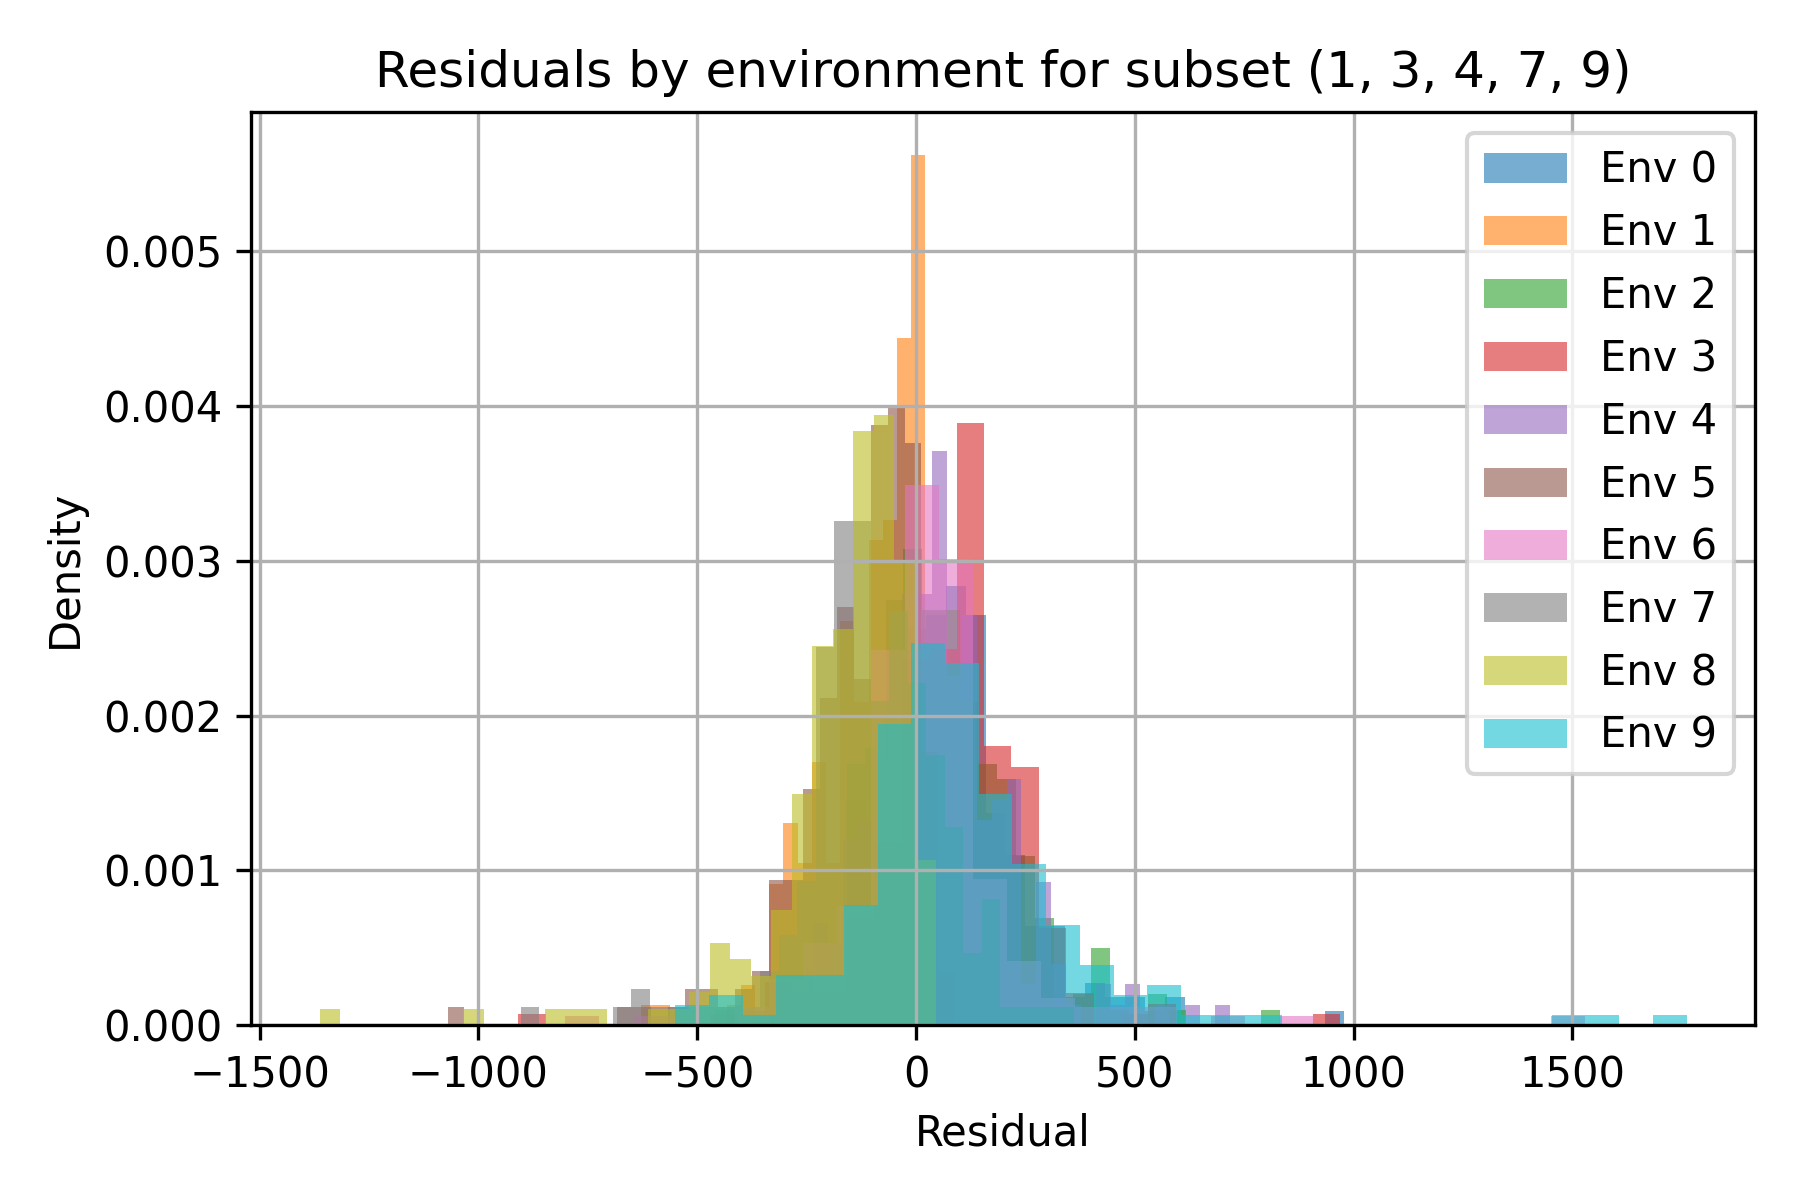 Residuals by environment for subset (1, 3, 4, 7, 9)
Density
0.005
0.004
0.003
0.002
0.001
0.000
−1500
−1000
−500
0
500
1000
1500
Residual
Env 0
Env 1
Env 2
Env 3
Env 4
Env 5
Env 6
Env 7
Env 8
Env 9